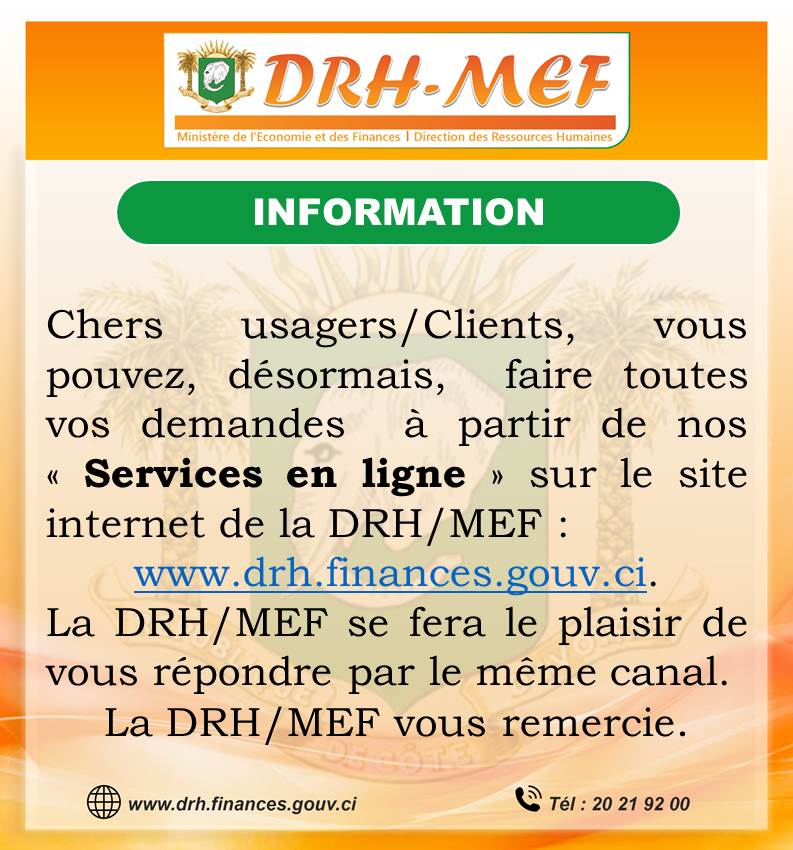 DRH-MEF
Ministère de l'Economie et des Finances | Direction des Ressources Humaines
INFORMATION
Chers usagers/Clients, vous
pouvez, désormais, faire toutes
vos demandes à partir de nos
« Services en ligne » sur le site
internet de la DRH/MEF :
www.drh.finances.gouv.ci.
La DRH/MEF se fera le plaisir de
vous répondre par le même canal.
La DRH/MEF vous remercie.
DE CÔTE
www.drh.finances.gouv.ci
Tél : 20 21 92 00